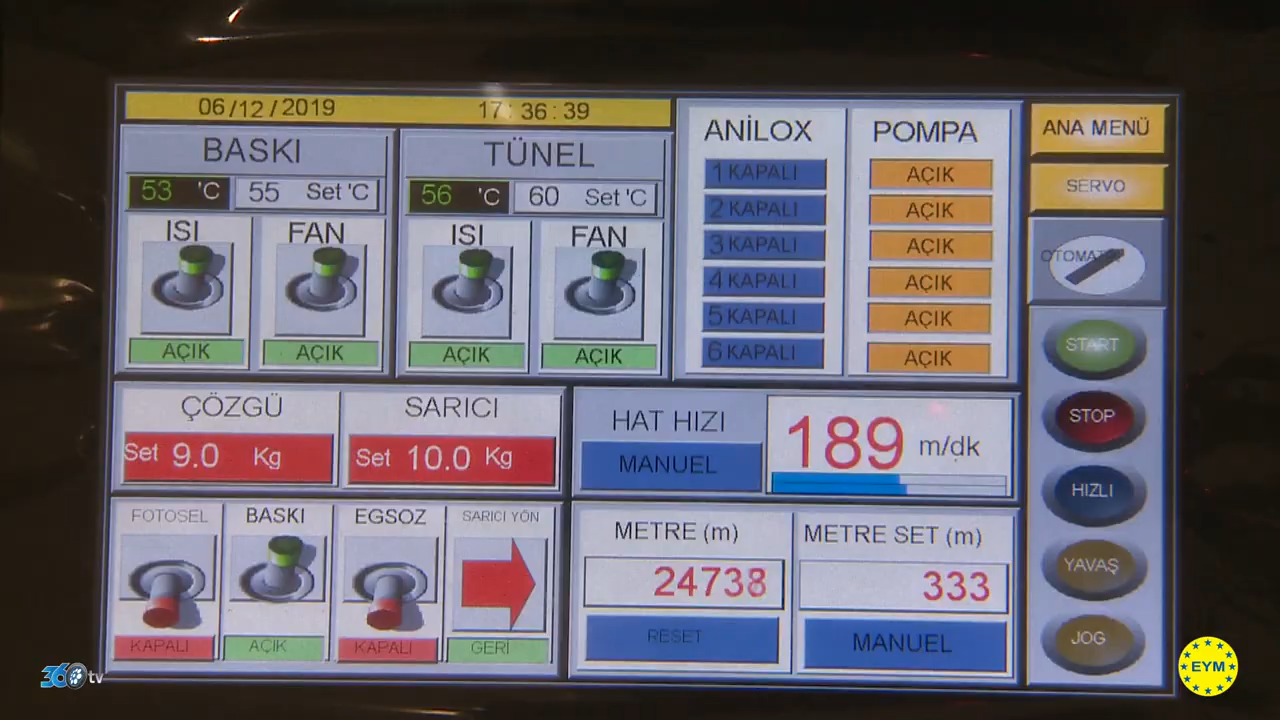 06/12/2019 17:36:39
BASKI
53 °C 55 Set °C
ISI FAN
AÇIK AÇIK
TÜNEL
56 °C 60 Set °C
ISI FAN
AÇIK AÇIK
ANİLOX
1 KAPALI
2 KAPALI
3 KAPALI
4 KAPALI
5 KAPALI
6 KAPALI
POMPA
AÇIK
AÇIK
AÇIK
AÇIK
AÇIK
AÇIK
ANA MENÜ
SERVO
OTOMATİK
START
STOP
HIZLI
YAVAŞ
JOG
ÇÖZGÜ
Set 9.0 Kg
SARICI
Set 10.0 Kg
HAT HIZI
MANUEL
189 m/dk
FOTOSEL
KAPALI
BASKI
AÇIK
EGSOZ
KAPALI
SARICI YÖN
GERİ
METRE (m)
24738
RESET
METRE SET (m)
333
MANUEL
360 tv
EYM